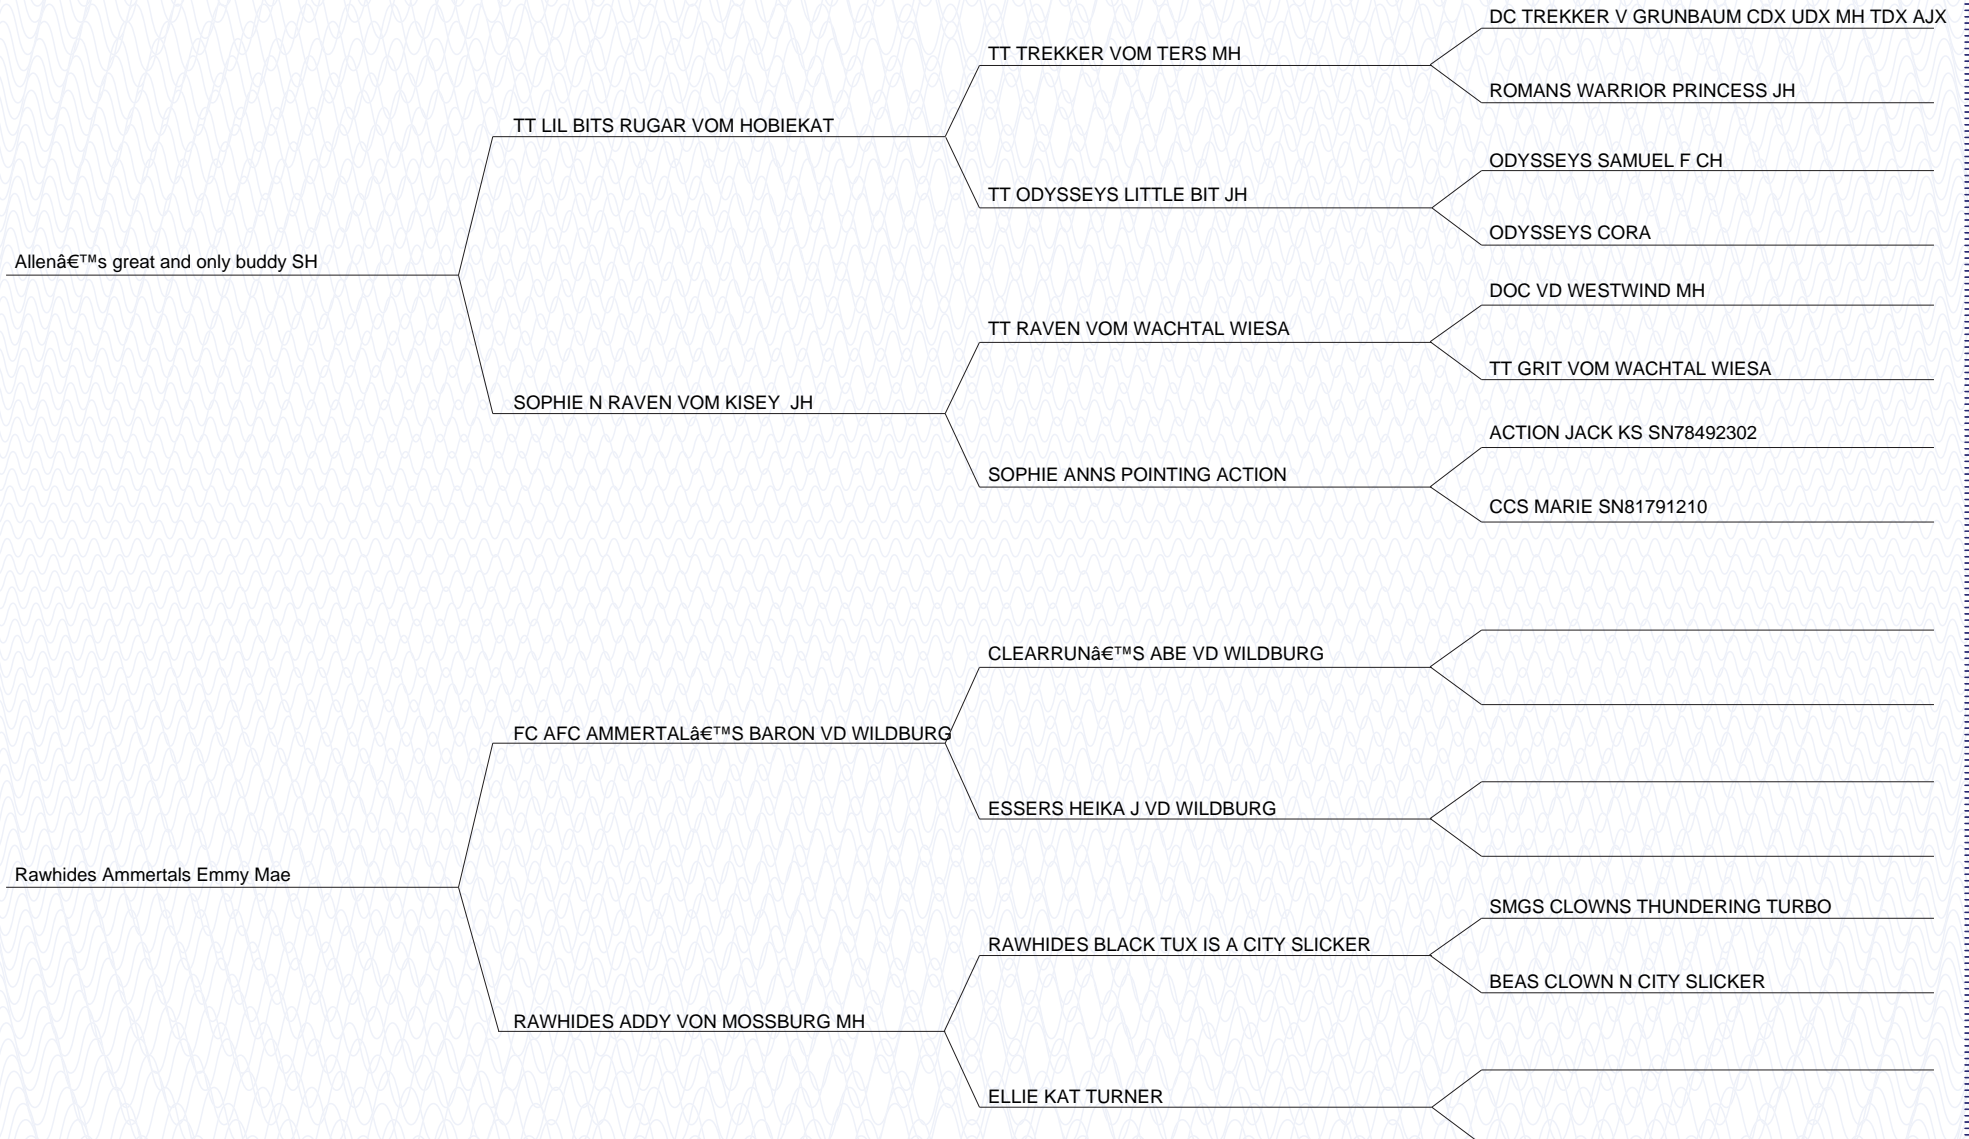 DC TREKKER V GRUNBAUM CDX UDX MH TDX AJX
TT TREKKER VOM TERS MH
ROMANS WARRIOR PRINCESS JH
TT LIL BITS RUGAR VOM HOBIEKAT
ODYSSEYS SAMUEL F CH
TT ODYSSEYS LITTLE BIT JH
ODYSSEYS CORA
Allenâ€™s great and only buddy SH
DOC VD WESTWIND MH
TT RAVEN VOM WACHTAL WIESA
TT GRIT VOM WACHTAL WIESA
SOPHIE N RAVEN VOM KISEY  JH
ACTION JACK KS SN78492302
SOPHIE ANNS POINTING ACTION
CCS MARIE SN81791210
CLEARRUNâ€™S ABE VD WILDBURG
FC AFC AMMERTALâ€™S BARON VD WILDBURG
ESSERS HEIKA J VD WILDBURG
Rawhides Ammertals Emmy Mae
SMGS CLOWNS THUNDERING TURBO
RAWHIDES BLACK TUX IS A CITY SLICKER
BEAS CLOWN N CITY SLICKER
RAWHIDES ADDY VON MOSSBURG MH
ELLIE KAT TURNER